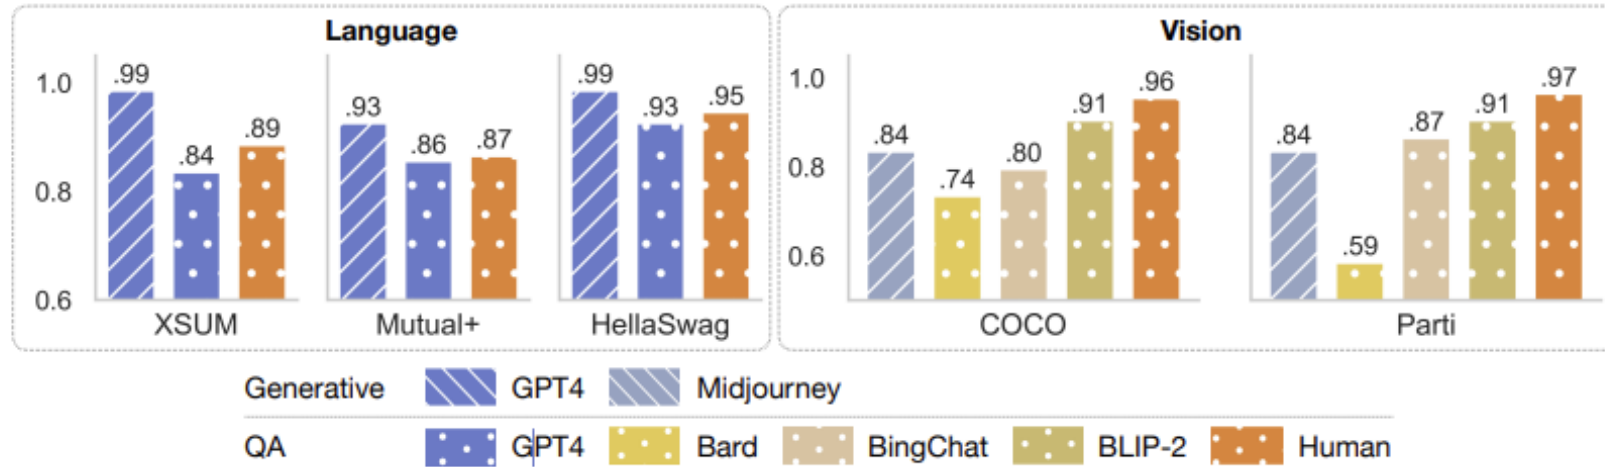 Language
1.0
0.8
0.6
.99
.84
.89
XSUM
.93
.86
.87
Mutual+
.99
.93
.95
HellaSwag
Vision
1.0
0.8
0.6
.84
.74
.80
.91
.96
COCO
.84
.59
.87
.91
.97
Parti
Generative GPT4 Midjourney
QA GPT4 Bard BingChat BLIP-2 Human